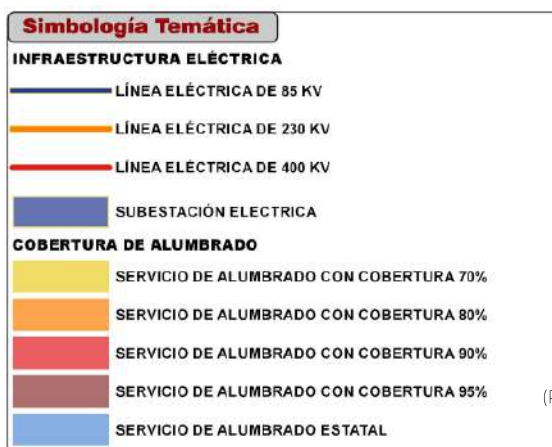 Simbología Temática
INFRAESTRUCTURA ELÉCTRICA
LÍNEA ELÉCTRICA DE 85 KV
LÍNEA ELÉCTRICA DE 230 KV
LÍNEA ELÉCTRICA DE 400 KV
SUBESTACIÓN ELECTRICA
COBERTURA DE ALUMBRADO
SERVICIO DE ALUMBRADO CON COBERTURA 70%
SERVICIO DE ALUMBRADO CON COBERTURA 80%
SERVICIO DE ALUMBRADO CON COBERTURA 90%
SERVICIO DE ALUMBRADO CON COBERTURA 95%
SERVICIO DE ALUMBRADO ESTATAL